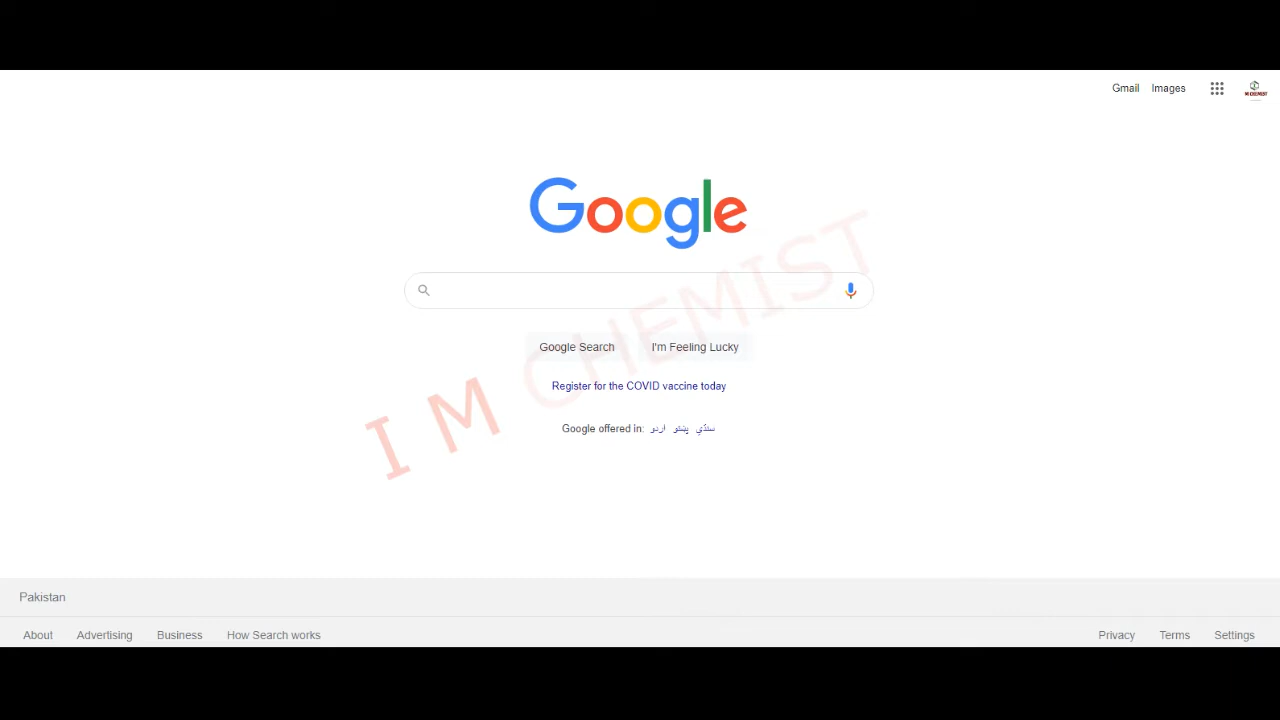 Gmail Images
I M CHEMIST
Google
I M CHEMIST
Google Search I'm Feeling Lucky
Register for the COVID vaccine today
Google offered in: اردو پښتو سنڌي
Pakistan
About Advertising Business How Search works Privacy Terms Settings